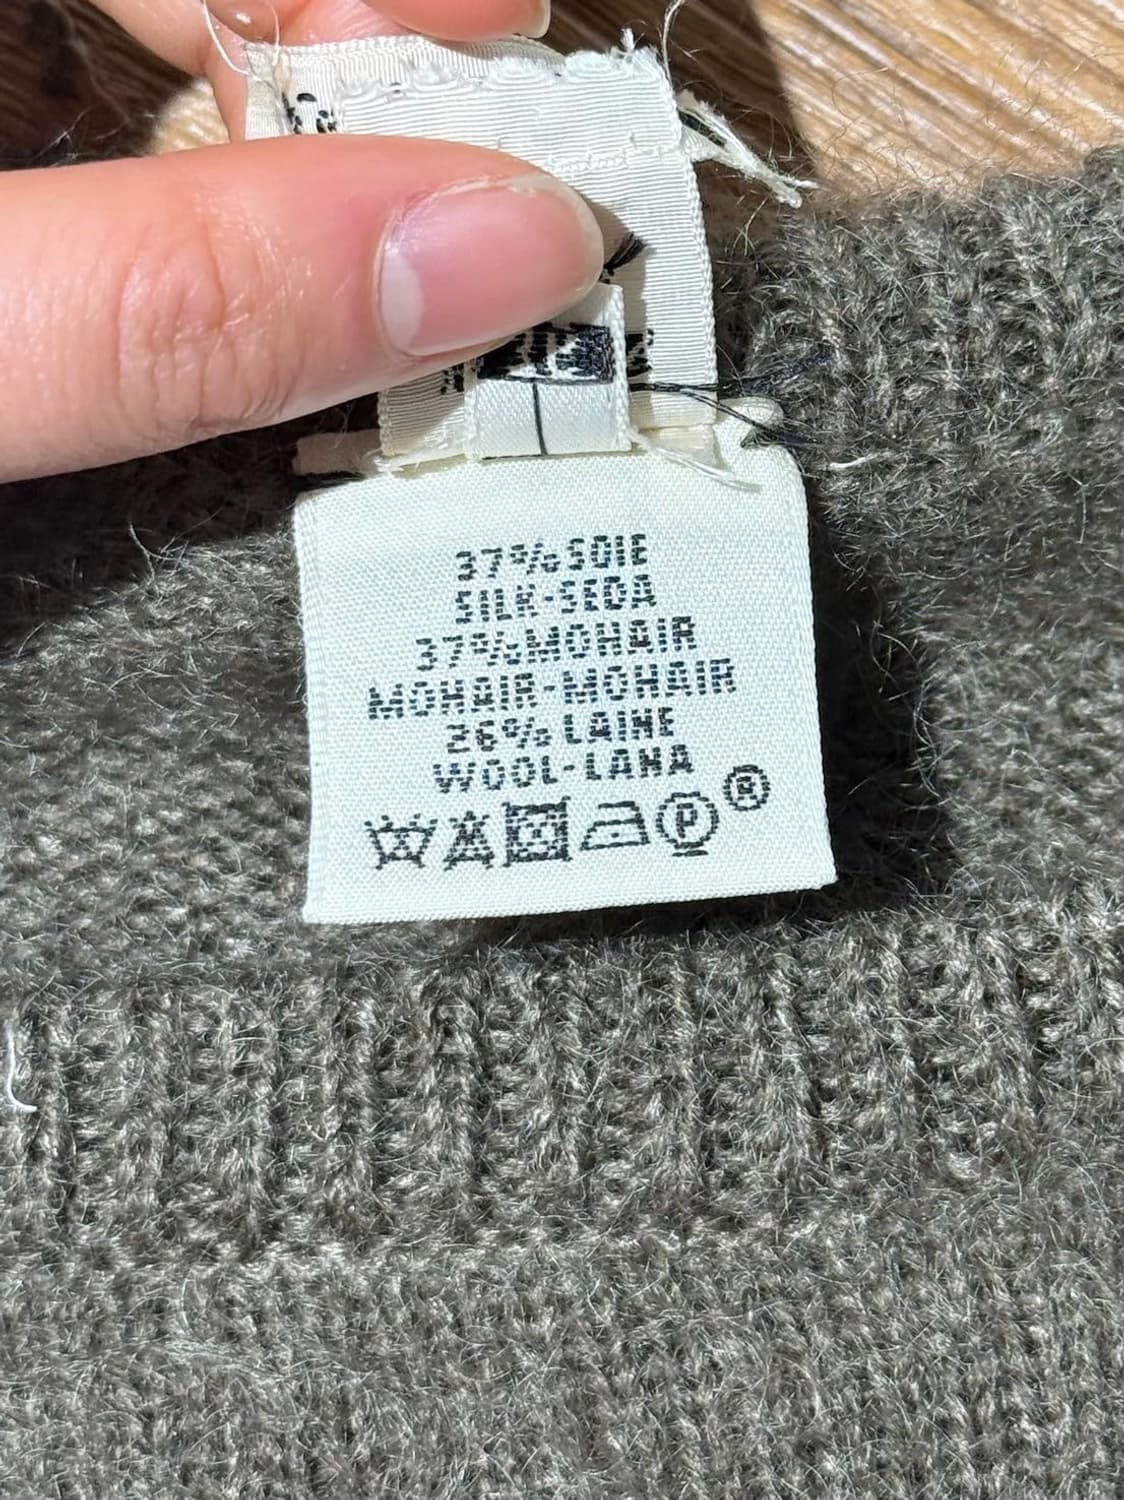 37% SOIE
SILK-SEDA
37% MOHAIR
MOHAIR-MOHAIR
26% LAINE
WOOL-LANA
P ®